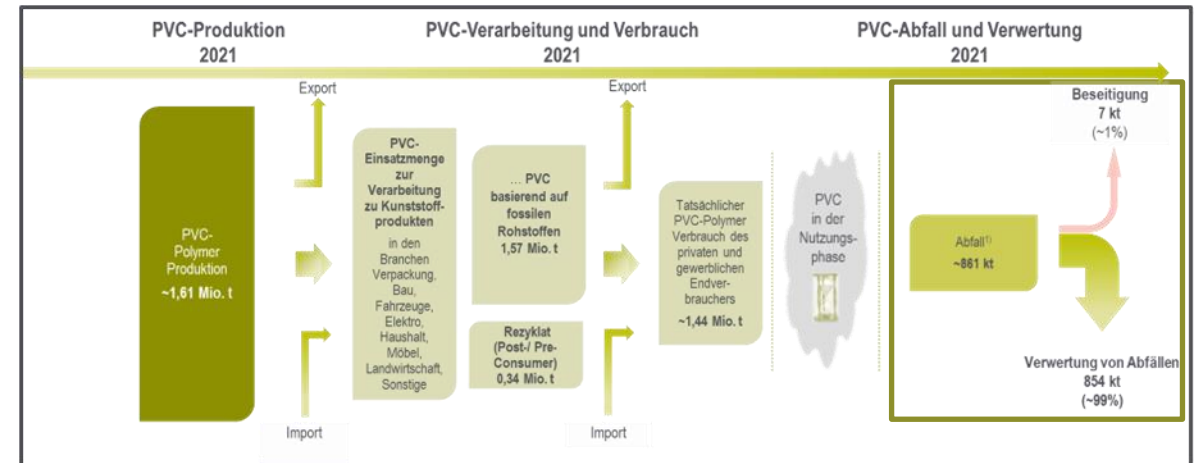 PVC-Produktion
2021
PVC-Verarbeitung und Verbrauch
2021
PVC-Abfall und Verwertung
2021
Export
Export
Beseitigung
7 kt
(~1%)
PVC-
Polymer
Produktion
~1,61 Mio. t
PVC-
Einsatzmenge
zur
Verarbeitung
zu Kunststoff-
produkten
in den
Branchen
Verpackung,
Bau,
Fahrzeuge,
Elektro,
Haushalt,
Möbel,
Landwirtschaft,
Sonstige
... PVC
basierend auf
fossilen
Rohstoffen
1,57 Mio. t
Rezyklat
(Post-/ Pre-
Consumer)
0,34 Mio. t
Tatsächlicher
PVC-Polymer
Verbrauch des
privaten und
gewerblichen
Endver-
brauchers
~1,44 Mio. t
PVC
in der
Nutzungs-
phase
Abfall¹⁾
~861 kt
Verwertung von Abfällen
854 kt
(~99%)
Import
Import